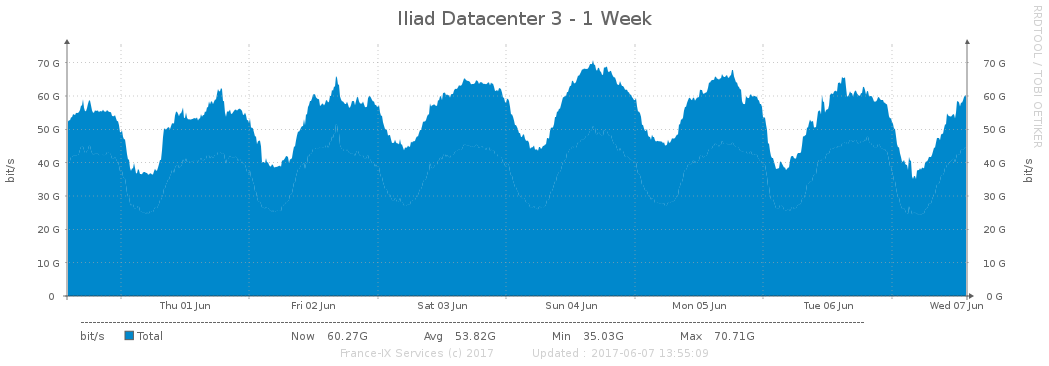 Iliad Datacenter 3 - 1 Week
RRDTOOL / TOBI OETIKER
bit/s
70 G
60 G
50 G
40 G
30 G
20 G
10 G
0
70 G
60 G
50 G
40 G
30 G
20 G
10 G
0 G
bit/s
Thu 01 Jun Fri 02 Jun Sat 03 Jun Sun 04 Jun Mon 05 Jun Tue 06 Jun Wed 07 Jun
bit/s Total Now 60.27G Avg 53.82G Min 35.03G Max 70.71G
France-IX Services (c) 2017 Updated : 2017-06-07 13:55:09